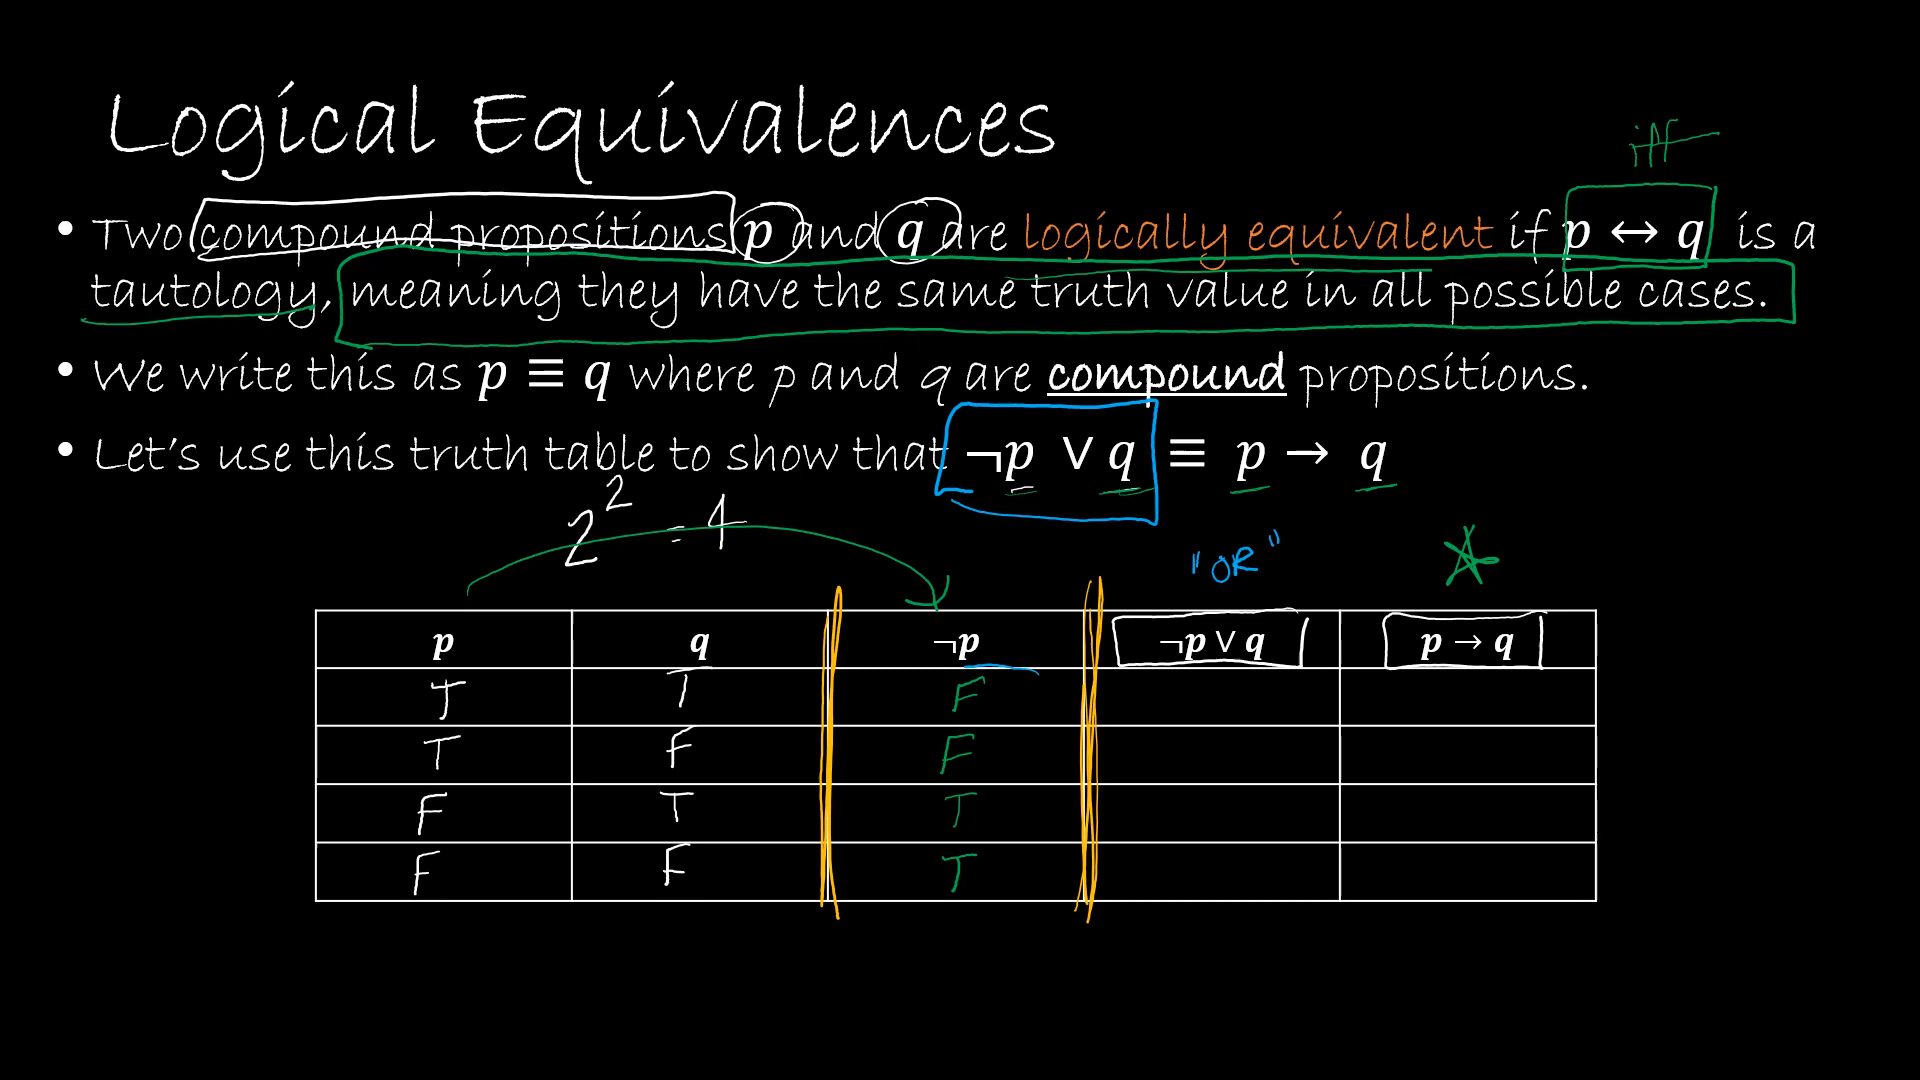 Logical Equivalences
iff
• Two compound propositions p and q are logically equivalent if p ↔ q is a
tautology, meaning they have the same truth value in all possible cases.
• We write this as p ≡ q where p and q are compound propositions.
• Let's use this truth table to show that ¬p ∨ q ≡ p → q
2² = 4
"OR"
p q ¬p ¬p ∨ q p → q
T T F
T F F
F T T
F F T